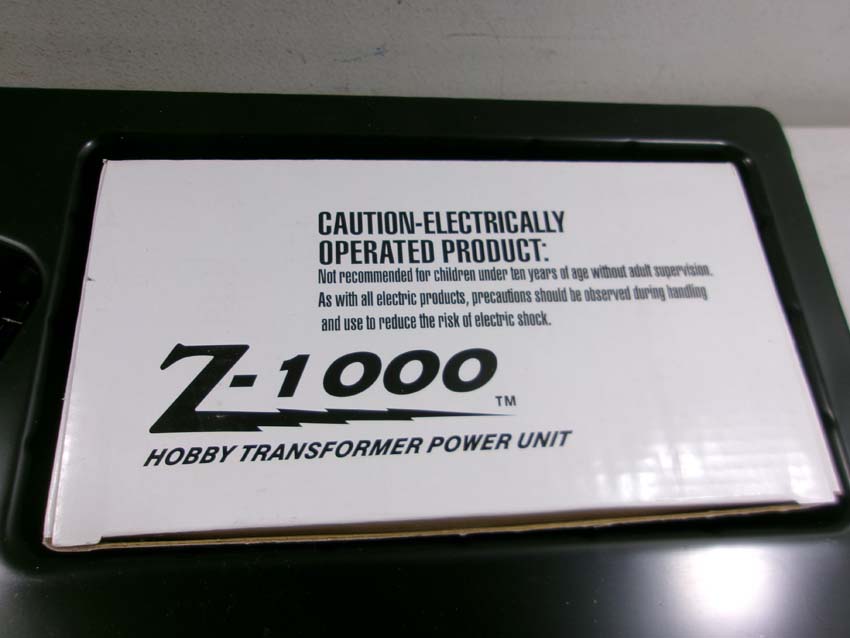 CAUTION-ELECTRICALLY
OPERATED PRODUCT:
Not recommended for children under ten years of age without adult supervision.
As with all electric products, precautions should be observed during handling
and use to reduce the risk of electric shock.
Z-1000
TM
HOBBY TRANSFORMER POWER UNIT